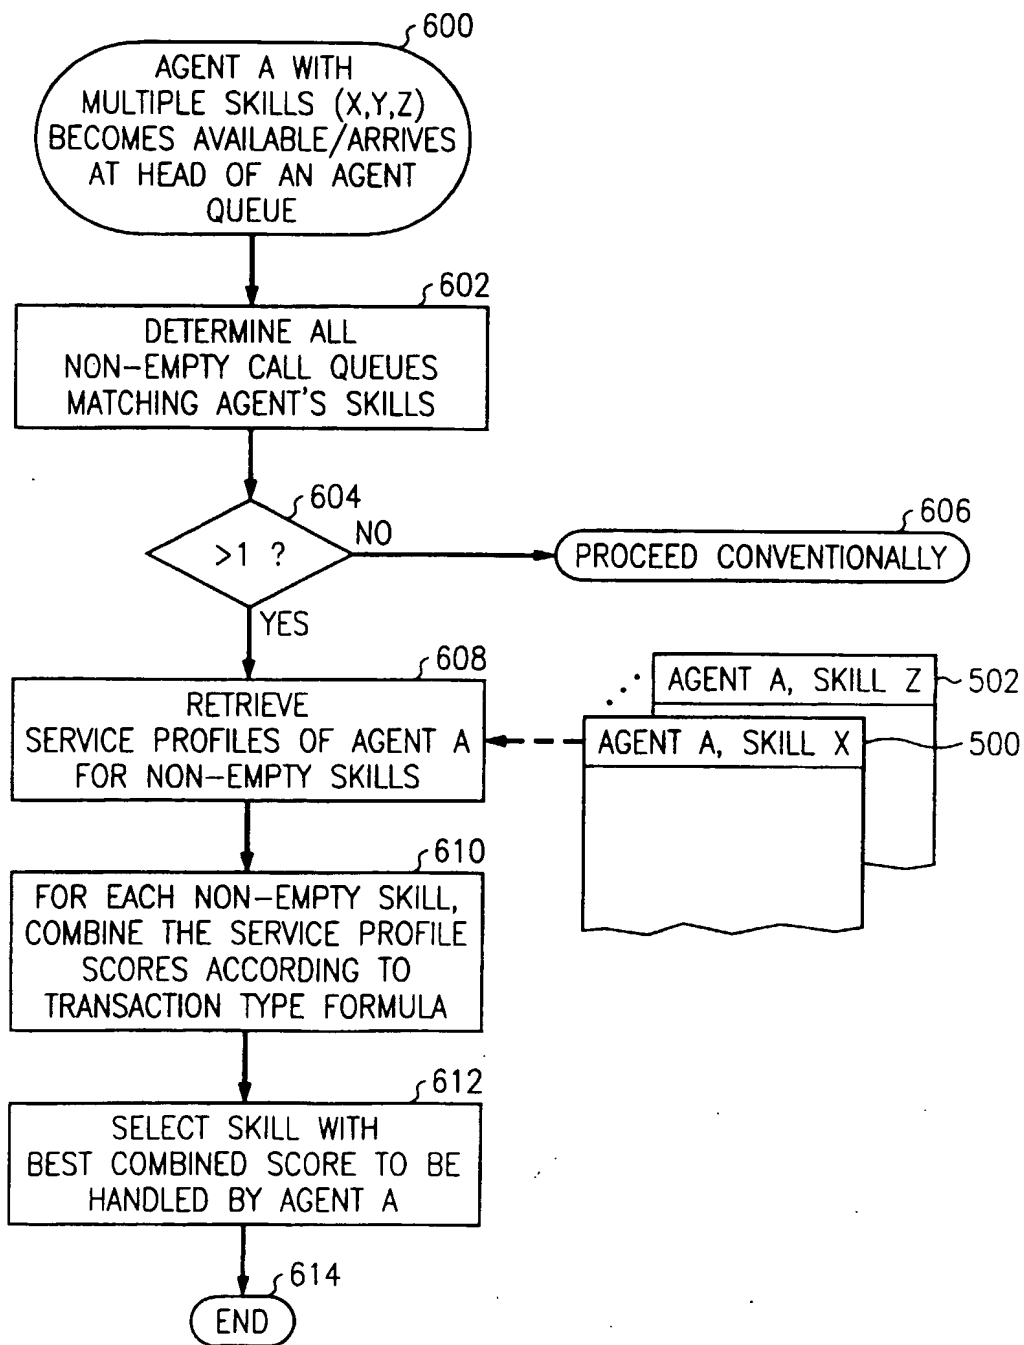 600
AGENT A WITH
MULTIPLE SKILLS (X,Y,Z)
BECOMES AVAILABLE/ARRIVES
AT HEAD OF AN AGENT
QUEUE
602
DETERMINE ALL
NON-EMPTY CALL QUEUES
MATCHING AGENT'S SKILLS
604
>1 ?
NO
606
PROCEED CONVENTIONALLY
YES
608
RETRIEVE
SERVICE PROFILES OF AGENT A
FOR NON-EMPTY SKILLS
AGENT A, SKILL Z
502
AGENT A, SKILL X
500
610
FOR EACH NON-EMPTY SKILL,
COMBINE THE SERVICE PROFILE
SCORES ACCORDING TO
TRANSACTION TYPE FORMULA
612
SELECT SKILL WITH
BEST COMBINED SCORE TO BE
HANDLED BY AGENT A
614
END